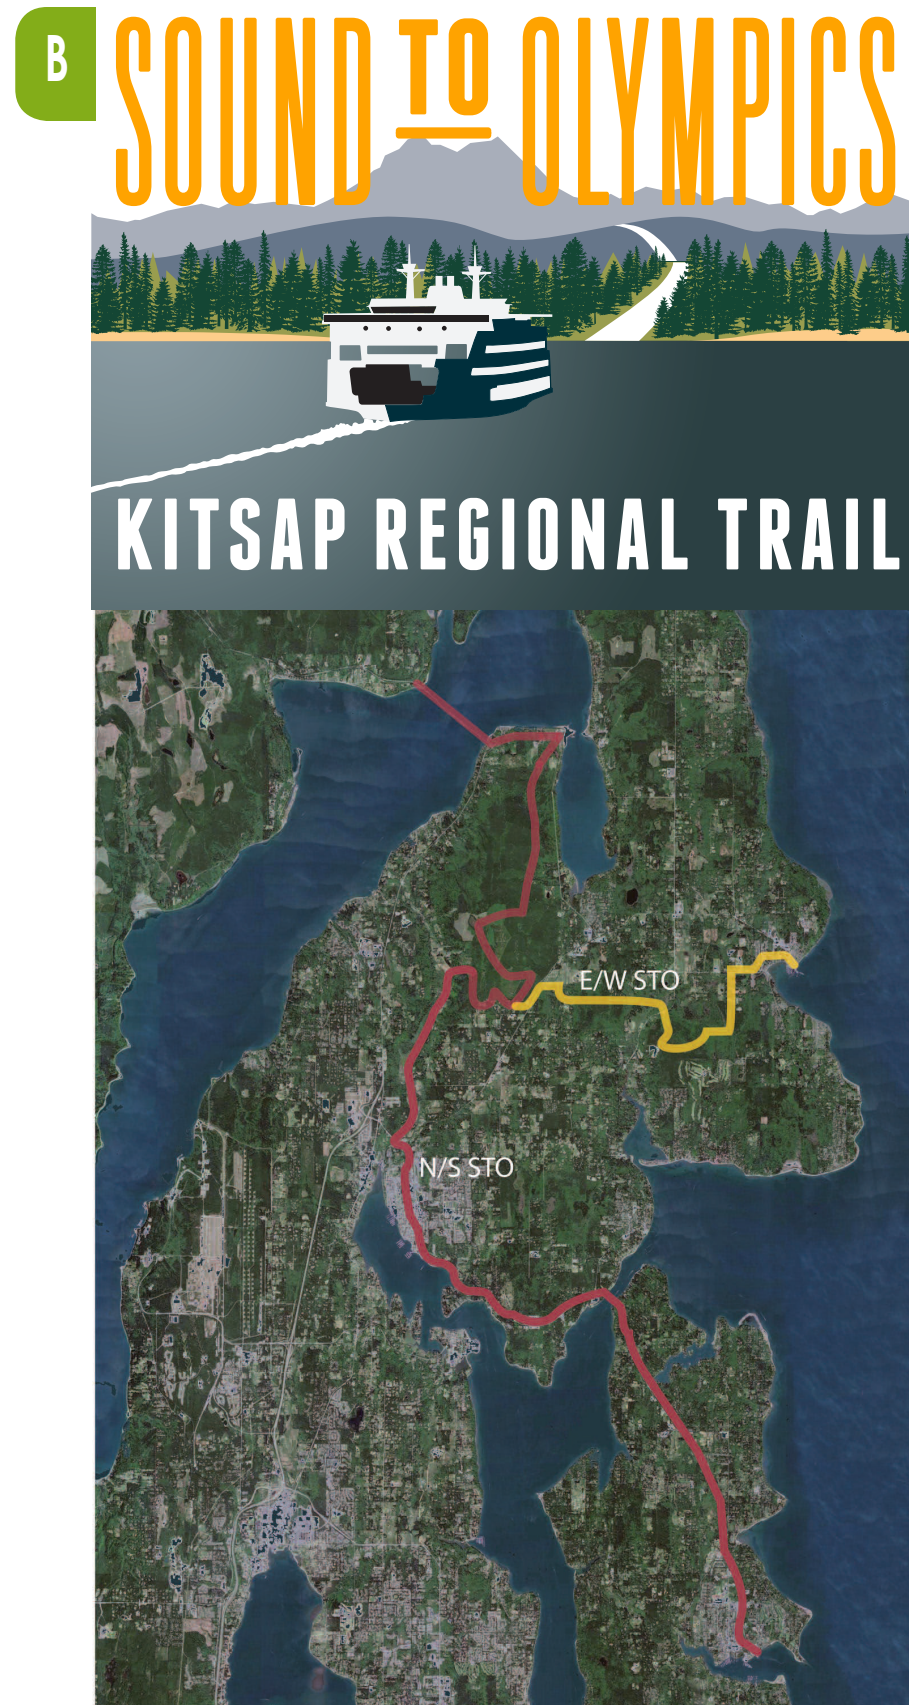 B
SOUND TO OLYMPICS
KITSAP REGIONAL TRAIL
E/W STO
N/S STO